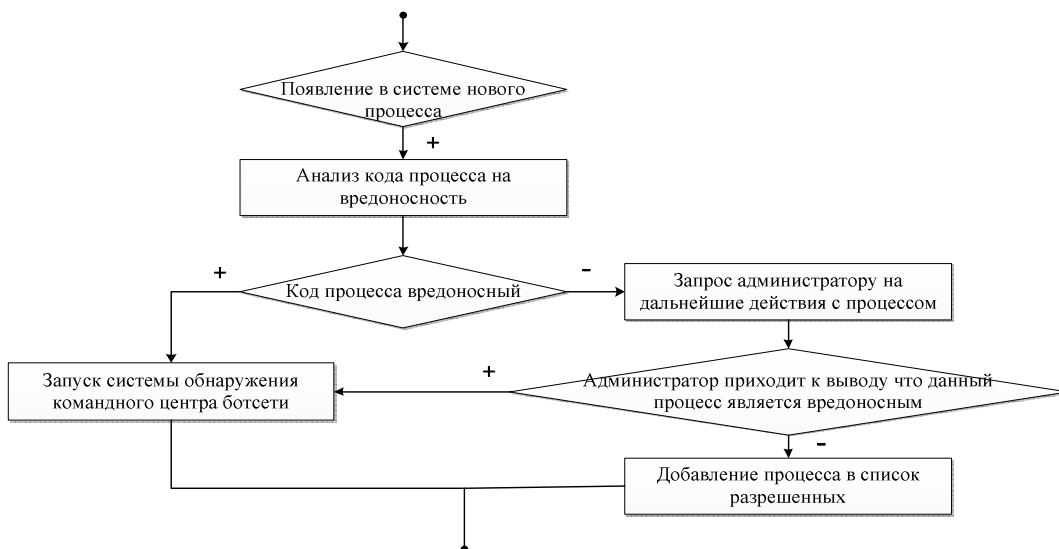 Появление в системе нового
процесса
+
Анализ кода процесса на
вредоносность
+
-
Код процесса вредоносный
Запрос администратору на
дальнейшие действия с процессом
Запуск системы обнаружения
командного центра ботсети
+
Администратор приходит к выводу что данный
процесс является вредоносным
-
Добавление процесса в список
разрешенных